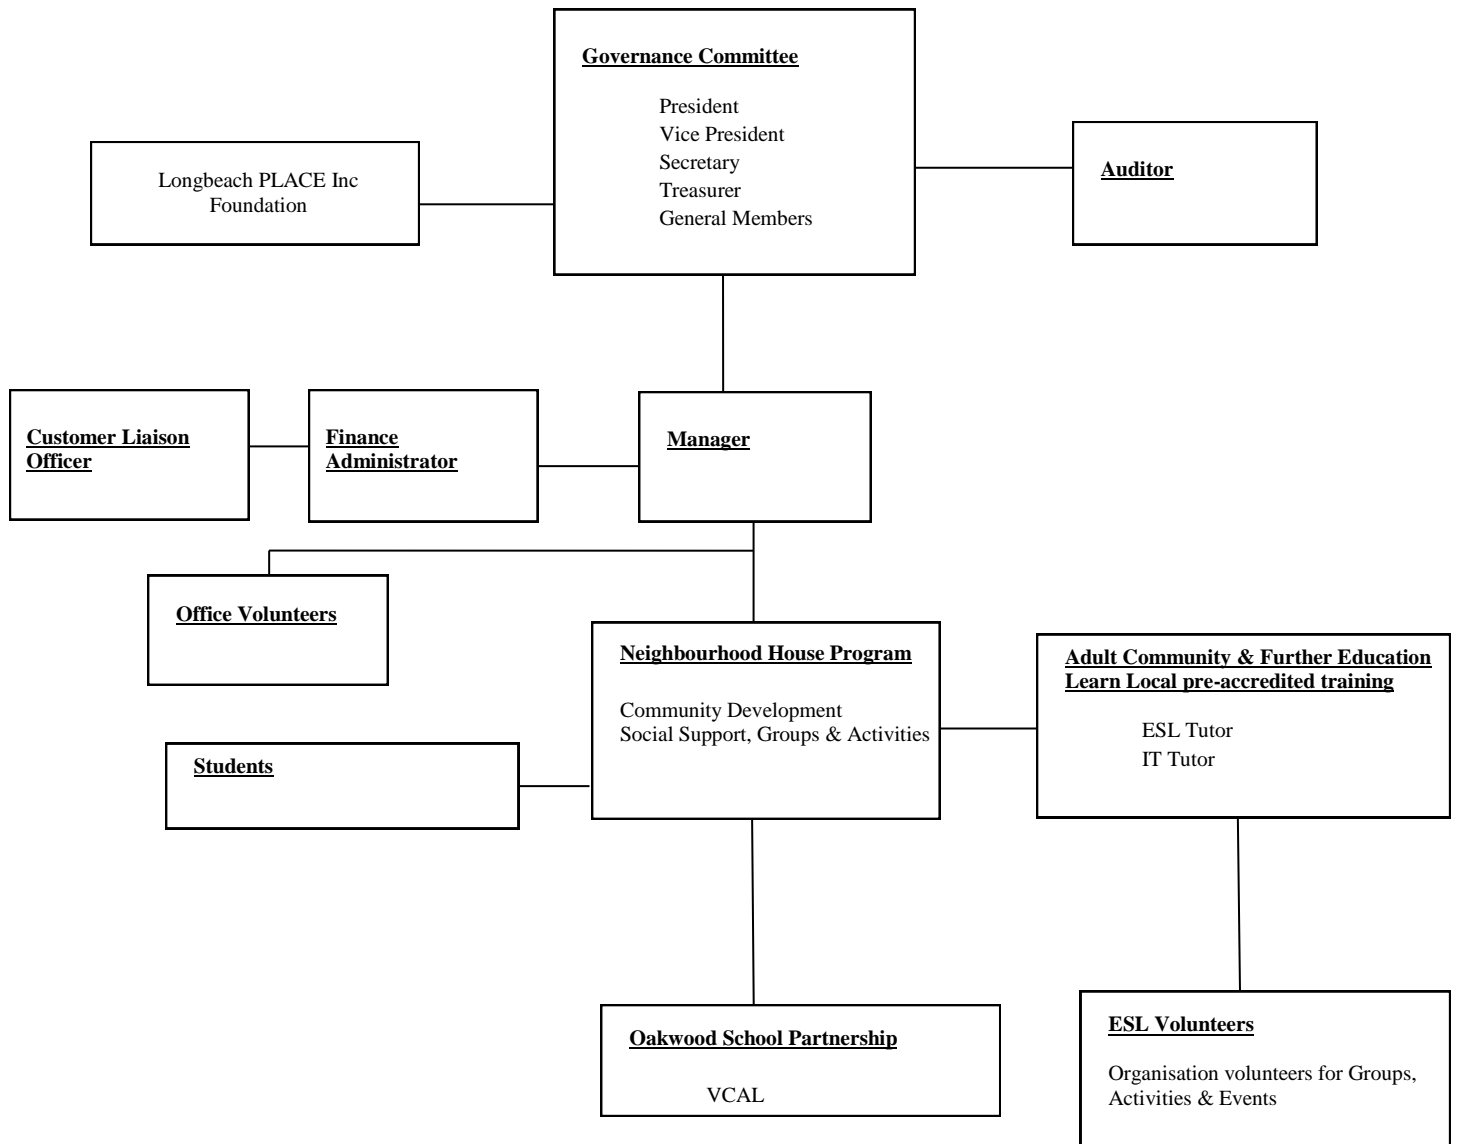 Governance Committee
President
Vice President
Secretary
Treasurer
General Members
Longbeach PLACE Inc
Foundation
Auditor
Customer Liaison
Officer
Finance
Administrator
Manager
Office Volunteers
Neighbourhood House Program
Community Development
Social Support, Groups & Activities
Adult Community & Further Education
Learn Local pre-accredited training
ESL Tutor
IT Tutor
Students
Oakwood School Partnership
VCAL
ESL Volunteers
Organisation volunteers for Groups,
Activities & Events